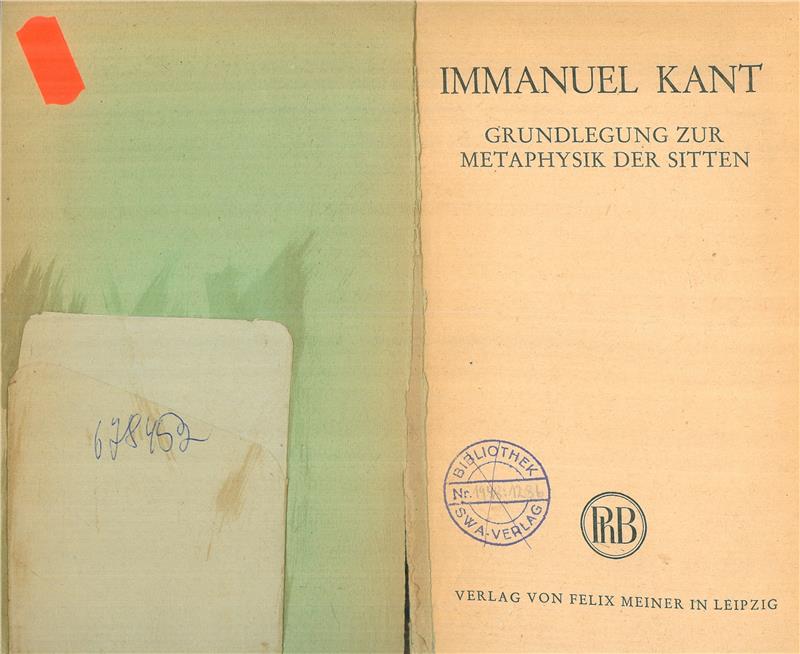 678452
IMMANUEL KANT
GRUNDLEGUNG ZUR
METAPHYSIK DER SITTEN
BIBLIOTHEK
Nr.
SWA-VERLAG
PhB
VERLAG VON FELIX MEINER IN LEIPZIG